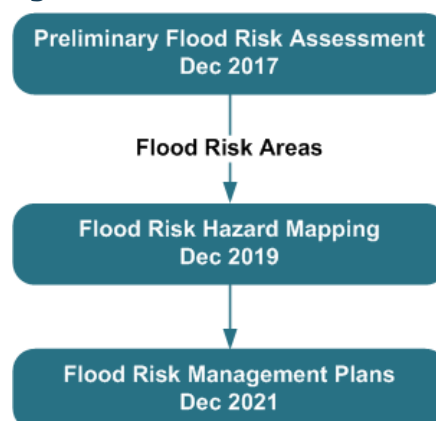 Preliminary Flood Risk Assessment
Dec 2017
Flood Risk Areas
Flood Risk Hazard Mapping
Dec 2019
Flood Risk Management Plans
Dec 2021